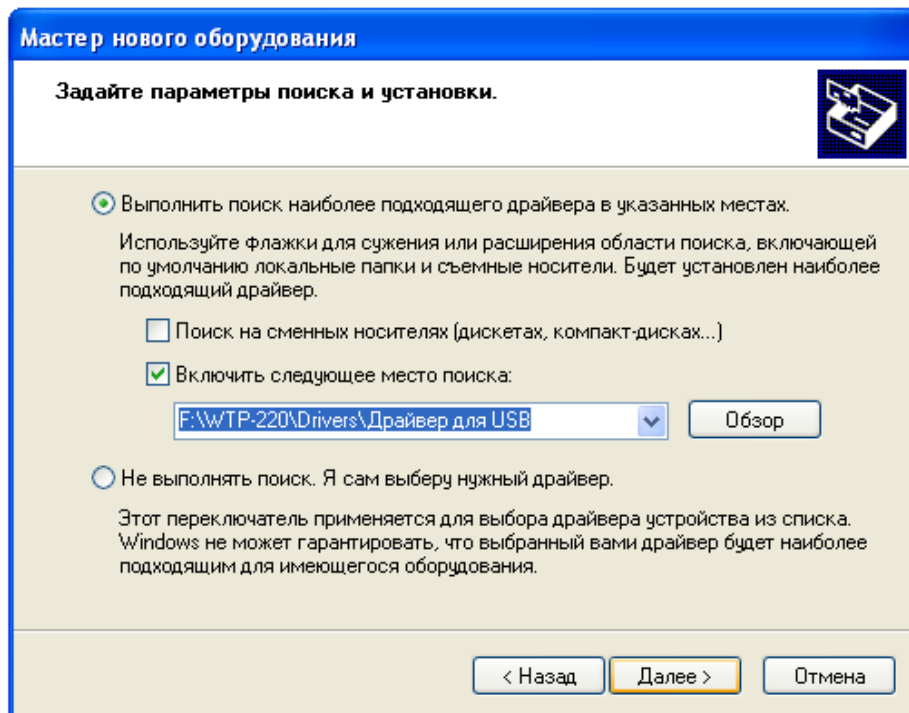 Мастер нового оборудования
Задайте параметры поиска и установки.
Выполнить поиск наиболее подходящего драйвера в указанных местах.
Используйте флажки для сужения или расширения области поиска, включающей
по умолчанию локальные папки и съемные носители. Будет установлен наиболее
подходящий драйвер.
Поиск на сменных носителях (дискетах, компакт-дисках...)
Включить следующее место поиска:
F:\WTP-220\Drivers\Драйвер для USB
Обзор
Не выполнять поиск. Я сам выберу нужный драйвер.
Этот переключатель применяется для выбора драйвера устройства из списка.
Windows не может гарантировать, что выбранный вами драйвер будет наиболее
подходящим для имеющегося оборудования.
< Назад Далее > Отмена